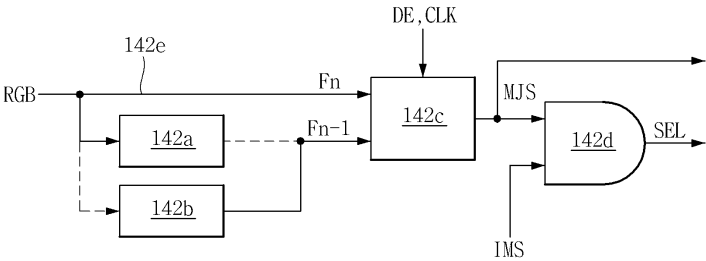 DE,CLK
142e
RGB
Fn
142c
MJS
142a
Fn-1
142d
SEL
142b
IMS